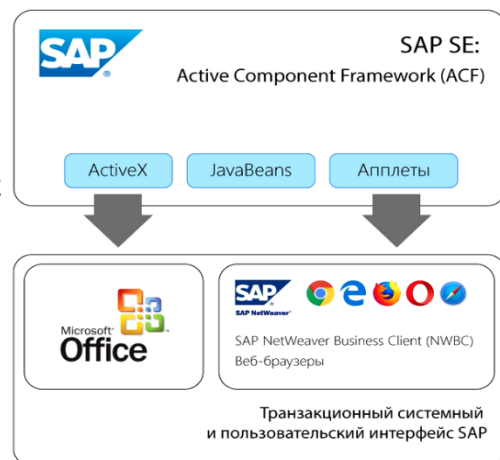 SAP
SAP SE:
Active Component Framework (ACF)
ActiveX
JavaBeans
Апплеты
Microsoft
Office
SAP
SAP NetWeaver
SAP NetWeaver Business Client (NWBC)
Веб-браузеры
Транзакционный системный
и пользовательский интерфейс SAP